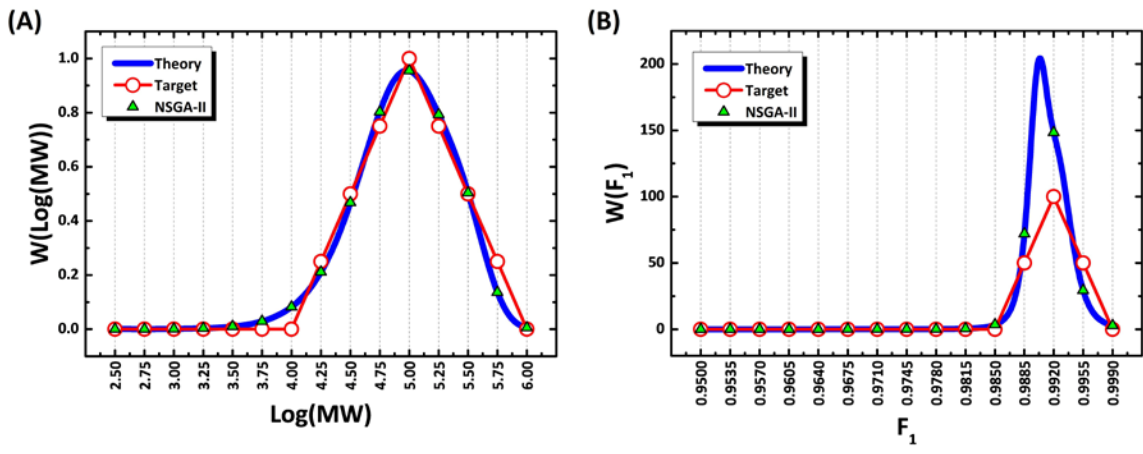 (A)
W(Log(MW))
1.0
0.8
0.6
0.4
0.2
0.0
Theory
Target
NSGA-II
2.50 2.75 3.00 3.25 3.50 3.75 4.00 4.25 4.50 4.75 5.00 5.25 5.50 5.75 6.00
Log(MW)
(B)
W(F₁)
200
150
100
50
0
Theory
Target
NSGA-II
0.9500 0.9535 0.9570 0.9605 0.9640 0.9675 0.9710 0.9745 0.9780 0.9815 0.9850 0.9885 0.9920 0.9955 0.9990
F₁